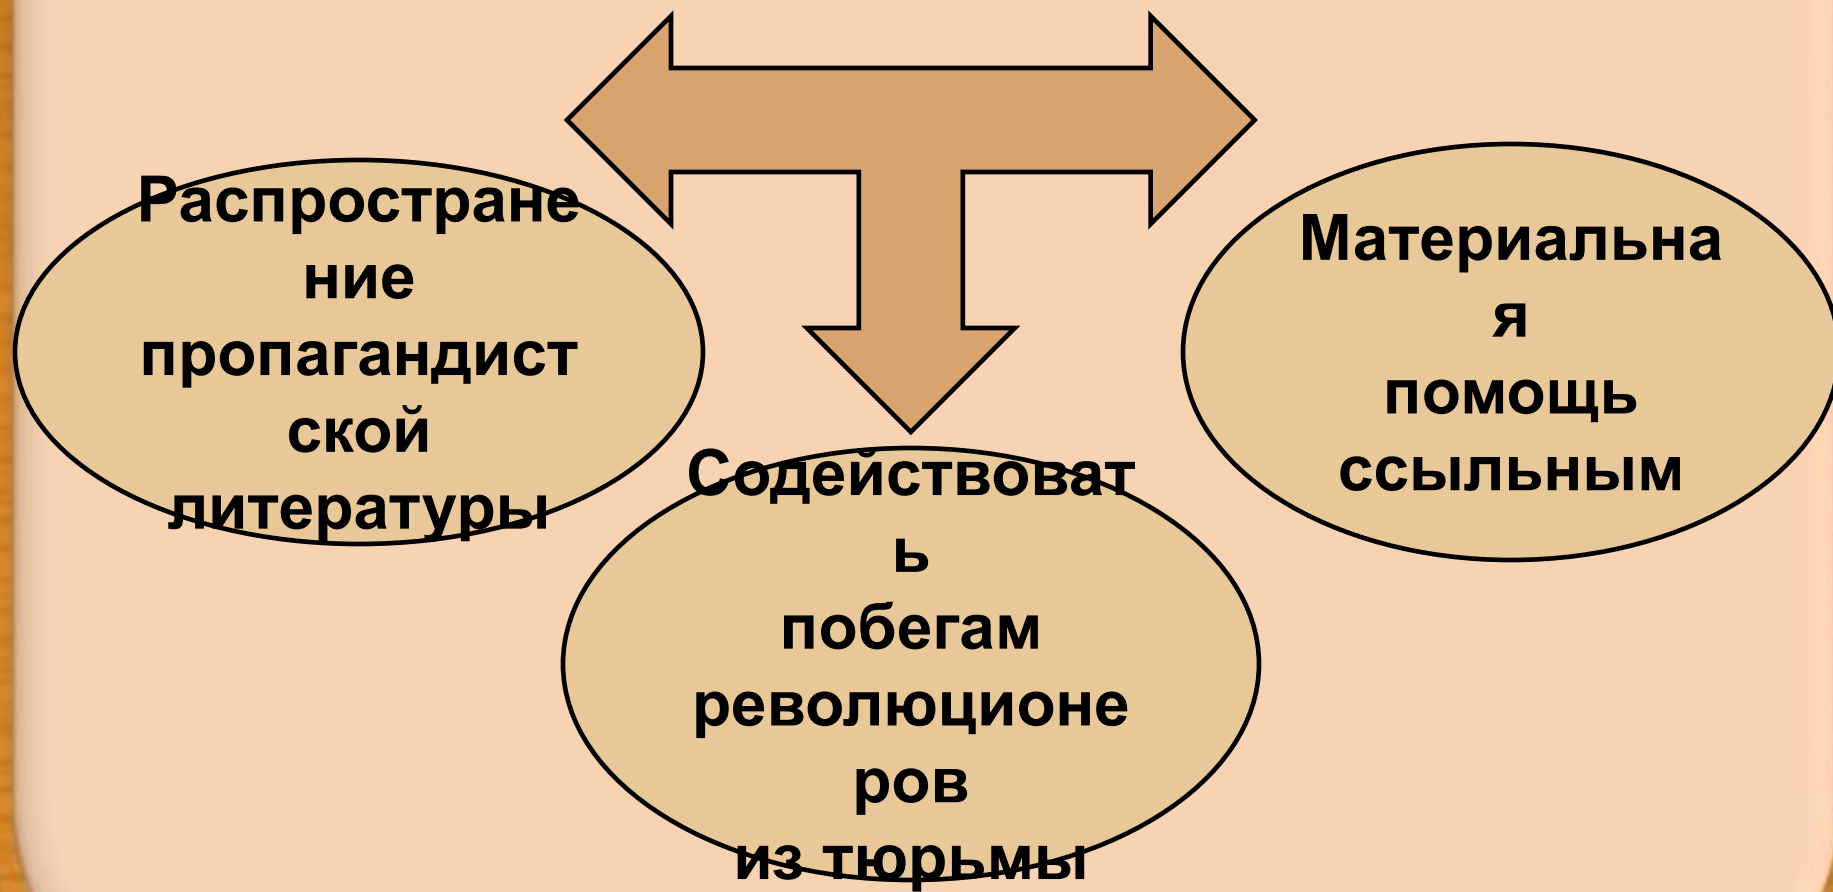 Распростране
ние
пропагандист
ской
литературы
Содействоват
ь
побегам
революционе
ров
из тюрьмы
Материальна
я
помощь
ссыльным